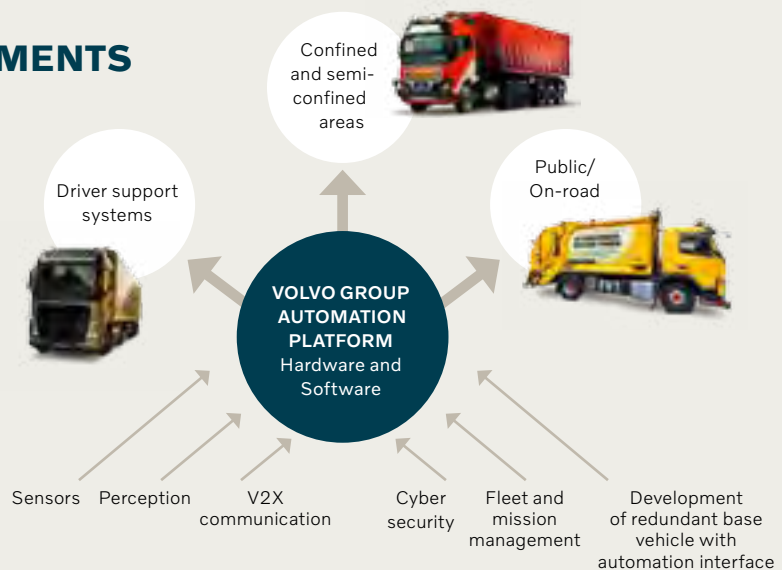 MENTS
Confined
and semi-
confined
areas
Driver support
systems
Public/
On-road
VOLVO GROUP
AUTOMATION
PLATFORM
Hardware and
Software
Sensors
Perception
V2X
communication
Cyber
security
Fleet and
mission
management
Development
of redundant base
vehicle with
automation interface